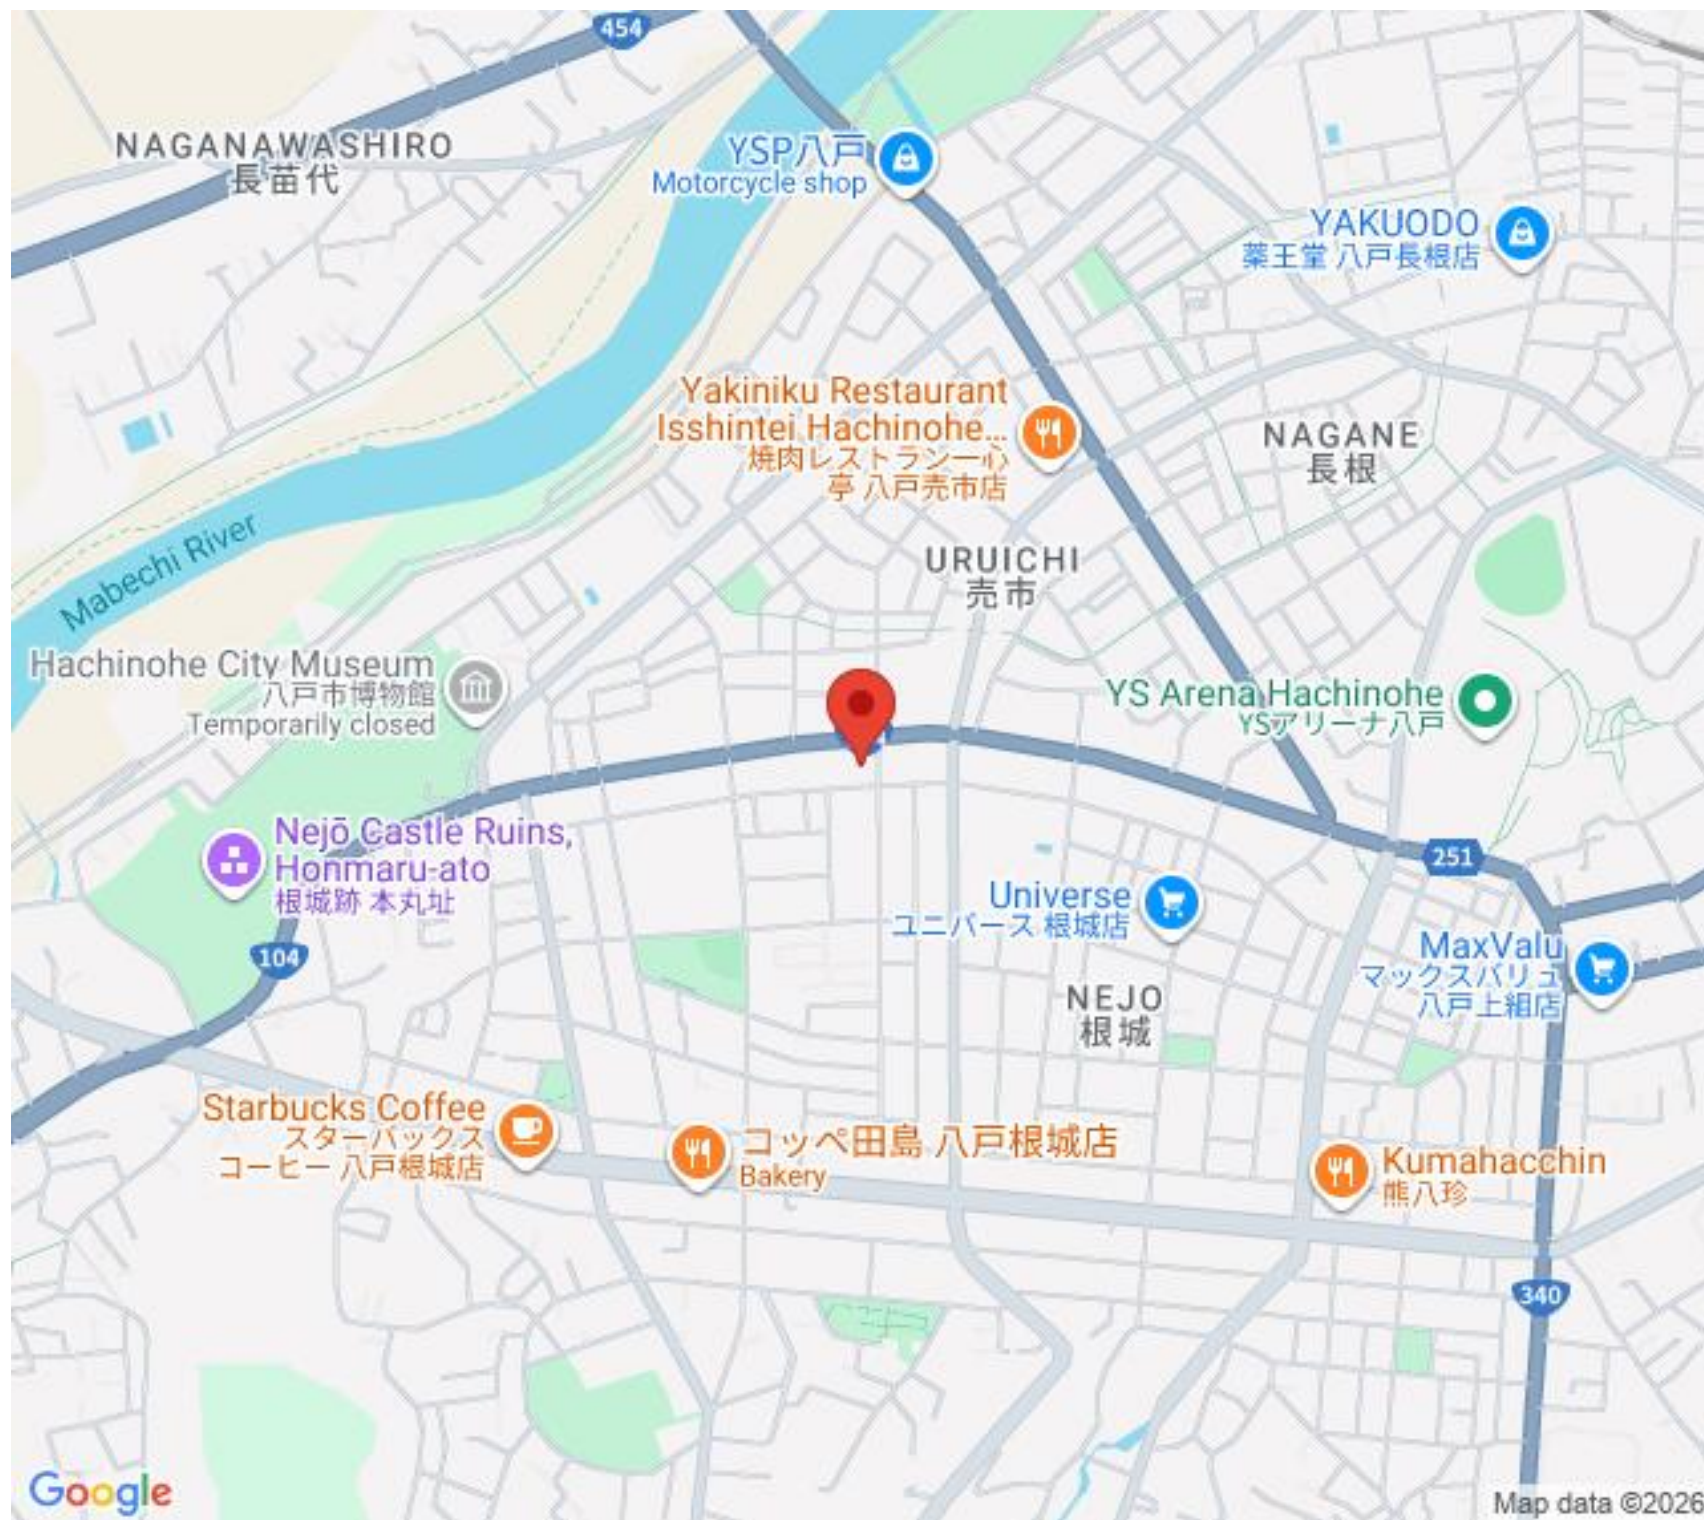 454
NAGANAWASHIRO
長苗代
YSP八戸
Motorcycle shop
YAKUODO
薬王堂 八戸長根店
Yakiniku Restaurant
Isshintei Hachinohe...
焼肉レストラン一心
亭 八戸売市店
NAGANE
長根
Mabechi River
URUICHI
売市
Hachinohe City Museum
八戸市博物館
Temporarily closed
YS Arena Hachinohe
YSアリーナ八戸
Nejō Castle Ruins,
Honmaru-ato
根城跡 本丸址
251
Universe
ユニバース 根城店
104
MaxValu
マックスバリュ
八戸上組店
NEJO
根城
Starbucks Coffee
スターバックス
コーヒー 八戸根城店
コッペ田島 八戸根城店
Bakery
Kumahacchin
熊八珍
340
Google
Map data ©2026